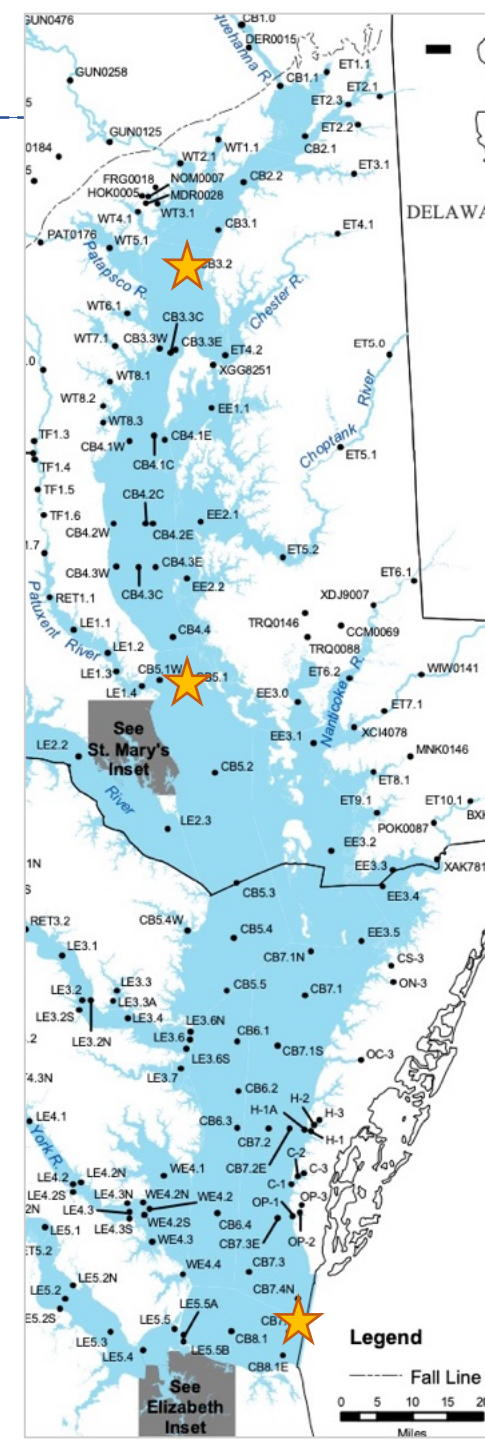 GUN0476
CB1.0
DER0015
quehanna R.
GUN0258
CB1.1
ET1.1
ET2.1
ET2.3
ET2.2
CB2.1
GUN0125
WT1.1
WT2.1
0184
FRG0018
NOM0007
HOK0005
MDR0028
WT3.1
WT4.1
CB2.2
ET3.1
DELAWA
PAT0176
WT5.1
CB3.1
ET4.1
Patapsco R.
CB3.2
Chester R.
WT6.1
CB3.3C
WT7.1
CB3.3W
CB3.3E
ET4.2
ET5.0
XGG8251
WT8.1
WT8.2
WT8.3
EE1.1
Choptank River
TF1.3
CB4.1W
CB4.1E
CB4.1C
ET5.1
TF1.4
TF1.5
CB4.2C
TF1.6
CB4.2W
CB4.2E
EE2.1
1.7
CB4.3W
CB4.3E
CB4.3C
EE2.2
ET5.2
ET6.1
RET1.1
XDJ9007
Patuxent River
LE1.1
CB4.4
TRQ0146
CCM0069
TRQ0088
LE1.2
LE1.3
CB5.1W
CB5.1
LE1.4
ET6.2
WIW0141
EE3.0
Nanticoke R.
ET7.1
XCI4078
EE3.1
See
St. Mary's
Inset
LE2.2
River
CB5.2
MNK0146
ET8.1
ET9.1
ET10.1
POK0087
LE2.3
EE3.2
EE3.3
XAK781
EE3.4
CB5.3
RET3.2
CB5.4W
CB5.4
EE3.5
LE3.1
CB7.1N
CS-3
ON-3
LE3.2
LE3.3
LE3.3A
LE3.4
LE3.2S
LE3.2N
CB5.5
CB7.1
LE3.6N
LE3.6
LE3.6S
LE3.7
CB6.1
CB7.1S
OC-3
4.3N
LE4.1
CB6.2
H-1A
H-2
H-3
H-1
York R.
CB6.3
CB7.2
CB7.2E
C-2
C-3
C-1
LE4.2
LE4.2N
LE4.2S
WE4.1
LE4.3N
WE4.2N
WE4.2
LE4.3
LE4.3S
WE4.2S
WE4.3
CB6.4
OP-1
OP-3
OP-2
CB7.3E
LE5.1
ET5.2
LE5.2N
LE5.2
WE4.4
CB7.3
CB7.4N
LE5.3
LE5.4
LE5.5
LE5.5A
LE5.5B
CB8.1
CB8.1E
See
Elizabeth
Inset
Legend
Fall Line
0 5 10 15 20
Miles